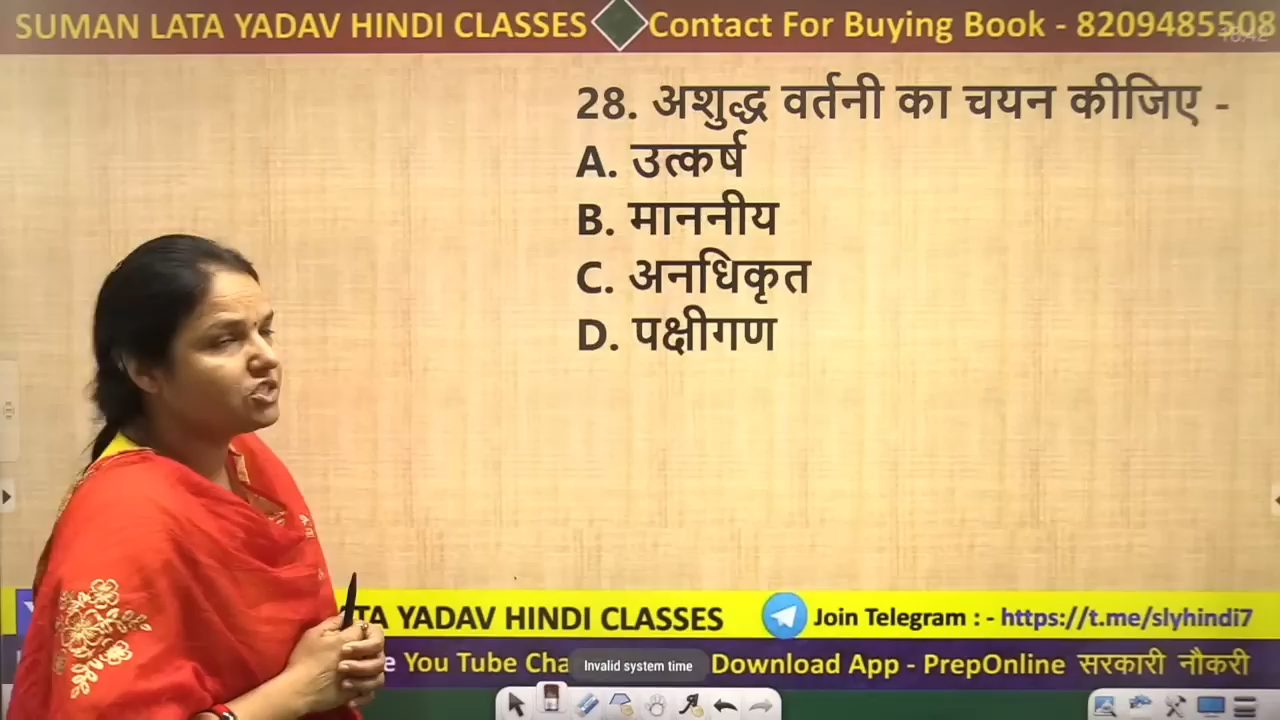 SUMAN LATA YADAV HINDI CLASSES Contact For Buying Book - 8209485508
28. अशुद्ध वर्तनी का चयन कीजिए -
A. उत्कर्ष
B. माननीय
C. अनधिकृत
D. पक्षीगण
TA YADAV HINDI CLASSES Join Telegram : - https://t.me/slyhindi7
e You Tube Cha Invalid system time Download App - PrepOnline सरकारी नौकरी